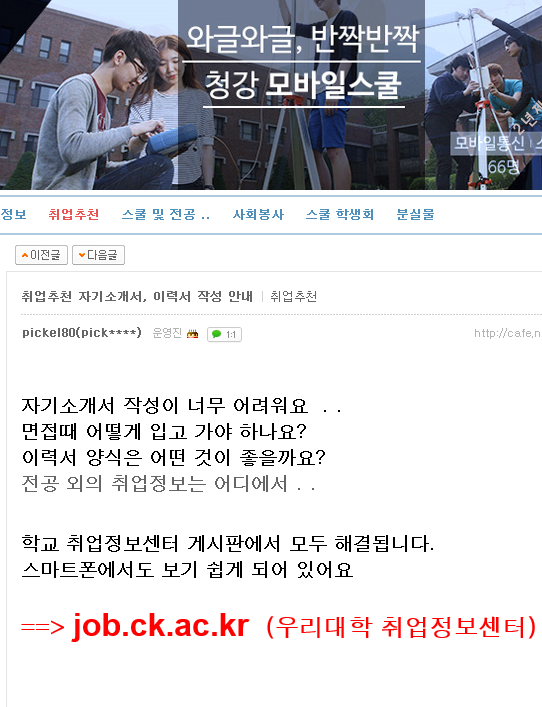 와글와글, 반짝반짝
청강 모바일스쿨
모바일통신
66명
정보 취업추천 스쿨 및 전공 .. 사회봉사 스쿨 학생회 분실물
이전글 다음글
취업추천 자기소개서, 이력서 작성 안내 | 취업추천
pickel80(pick****) 운영진 1:1 http://cafe.n
자기소개서 작성이 너무 어려워요 . .
면접때 어떻게 입고 가야 하나요?
이력서 양식은 어떤 것이 좋을까요?
전공 외의 취업정보는 어디에서 . .
학교 취업정보센터 게시판에서 모두 해결됩니다.
스마트폰에서도 보기 쉽게 되어 있어요
==> job.ck.ac.kr (우리대학 취업정보센터)